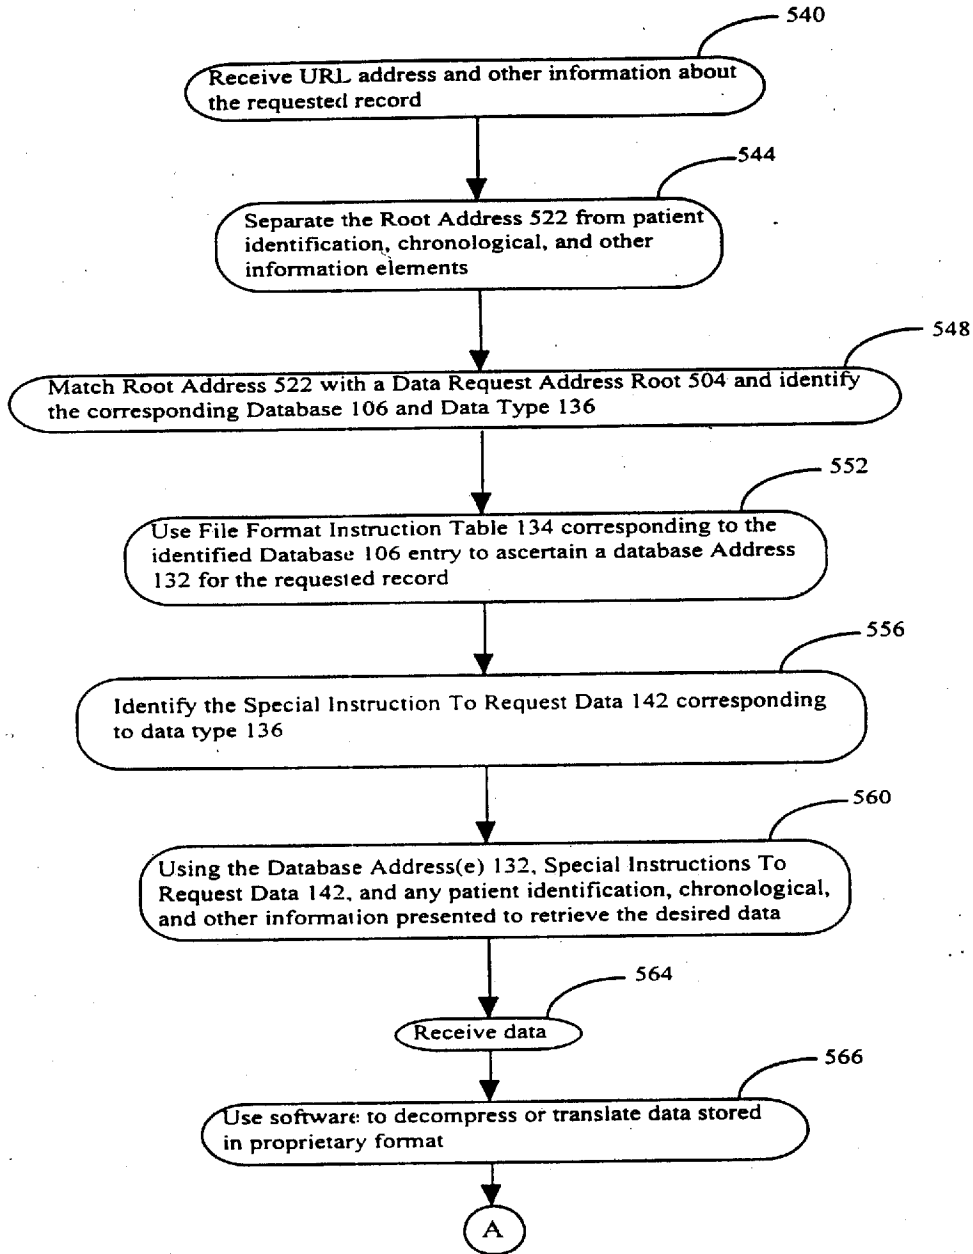 540
Receive URL address and other information about
the requested record
544
Separate the Root Address 522 from patient
identification, chronological, and other
information elements
548
Match Root Address 522 with a Data Request Address Root 504 and identify
the corresponding Database 106 and Data Type 136
552
Use File Format Instruction Table 134 corresponding to the
identified Database 106 entry to ascertain a database Address
132 for the requested record
556
Identify the Special Instruction To Request Data 142 corresponding
to data type 136
560
Using the Database Address(e) 132, Special Instructions To
Request Data 142, and any patient identification, chronological,
and other information presented to retrieve the desired data
564
Receive data
566
Use software to decompress or translate data stored
in proprietary format
A